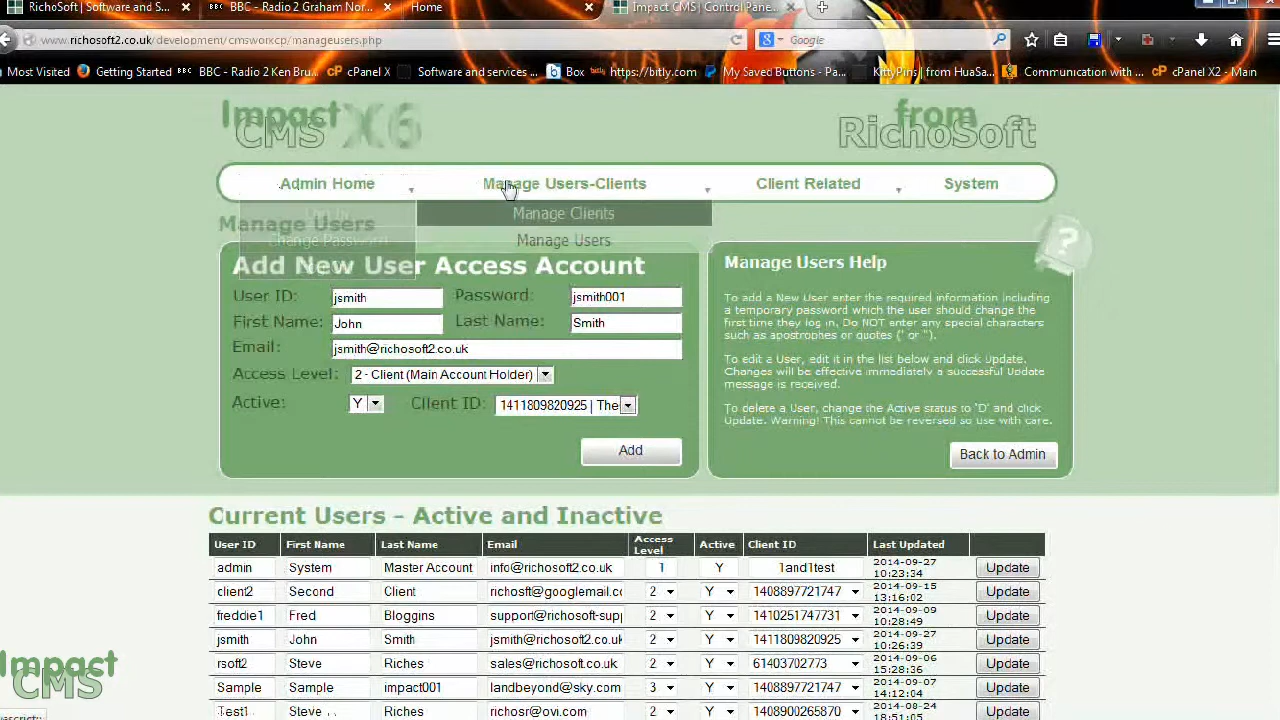 RichoSoft | Software and S... × BBC - Radio 2 Graham Nor... × Home × Impact CMS | Control Pane... ×
www.richosoft2.co.uk/development/cmsworxcp/manageusers.php Google
Most Visited Getting Started BBC - Radio 2 Ken Bru... cPanel X Software and services ... Box https://bitly.com My Saved Buttons - Pa... KittyPins | from HuaSa... Communication with ... cPanel X2 - Main
Impact from
CMS X6 RichoSoft
Admin Home Manage Users-Clients Client Related System
Manage Clients
Manage Users
Change Password Manage Users
Add New User Access Account
Manage Users Help
User ID: jsmith Password: jsmith001
First Name: John Last Name: Smith
Email: jsmith@richosoft2.co.uk
Access Level: 2 - Client (Main Account Holder)
Active: Y Client ID: 1411809820925 | The
Add
To add a New User enter the required information including
a temporary password which the user should change the
first time they log in. Do NOT enter any special characters
such as apostrophes or quotes (' or ").
To edit a User, edit it in the list below and click Update.
Changes will be effective immediately a successful Update
message is received.
To delete a User, change the Active status to 'D' and click
Update. Warning! This cannot be reversed so use with care.
Back to Admin
Current Users - Active and Inactive
User ID First Name Last Name Email Access Level Active Client ID Last Updated
admin System Master Account info@richosoft2.co.uk 1 Y 1and1test 2014-09-27 10:23:34 Update
client2 Second Client richosft@googlemail.cc 2 Y 1408897721747 2014-09-15 13:16:02 Update
freddie1 Fred Bloggins support@richosoft-supp 2 Y 1410251747731 2014-09-09 10:28:49 Update
jsmith John Smith jsmith@richosoft2.co.uk 2 Y 1411809820925 2014-09-27 10:26:39 Update
rsoft2 Steve Riches sales@richosoft.co.uk 2 Y 61403702773 2014-09-06 15:28:36 Update
Sample Sample impact001 landbeyond@sky.com 3 Y 1408897721747 2014-09-07 14:12:04 Update
Test1 Steve Riches richosr@ovi.com 2 Y 1408900265870 2014-08-24 18:51:05 Update
Impact
CMS